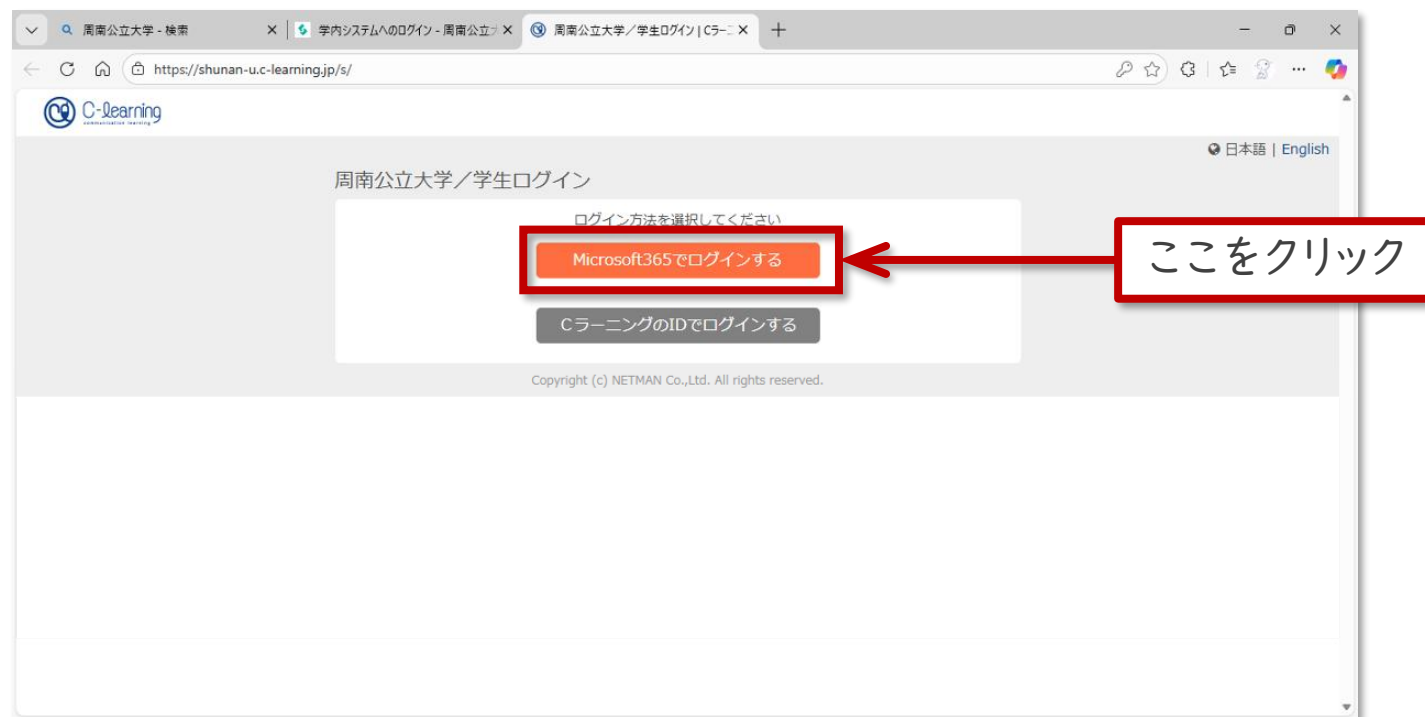 周南公立大学 - 検索
学内システムへのログイン - 周南公立
周南公立大学／学生ログイン | Cラーニ
https://shunan-u.c-learning.jp/s/
C-Learning
communication learning
日本語 | English
周南公立大学／学生ログイン
ログイン方法を選択してください
Microsoft365でログインする
ここをクリック
CラーニングのIDでログインする
Copyright (c) NETMAN Co.,Ltd. All rights reserved.